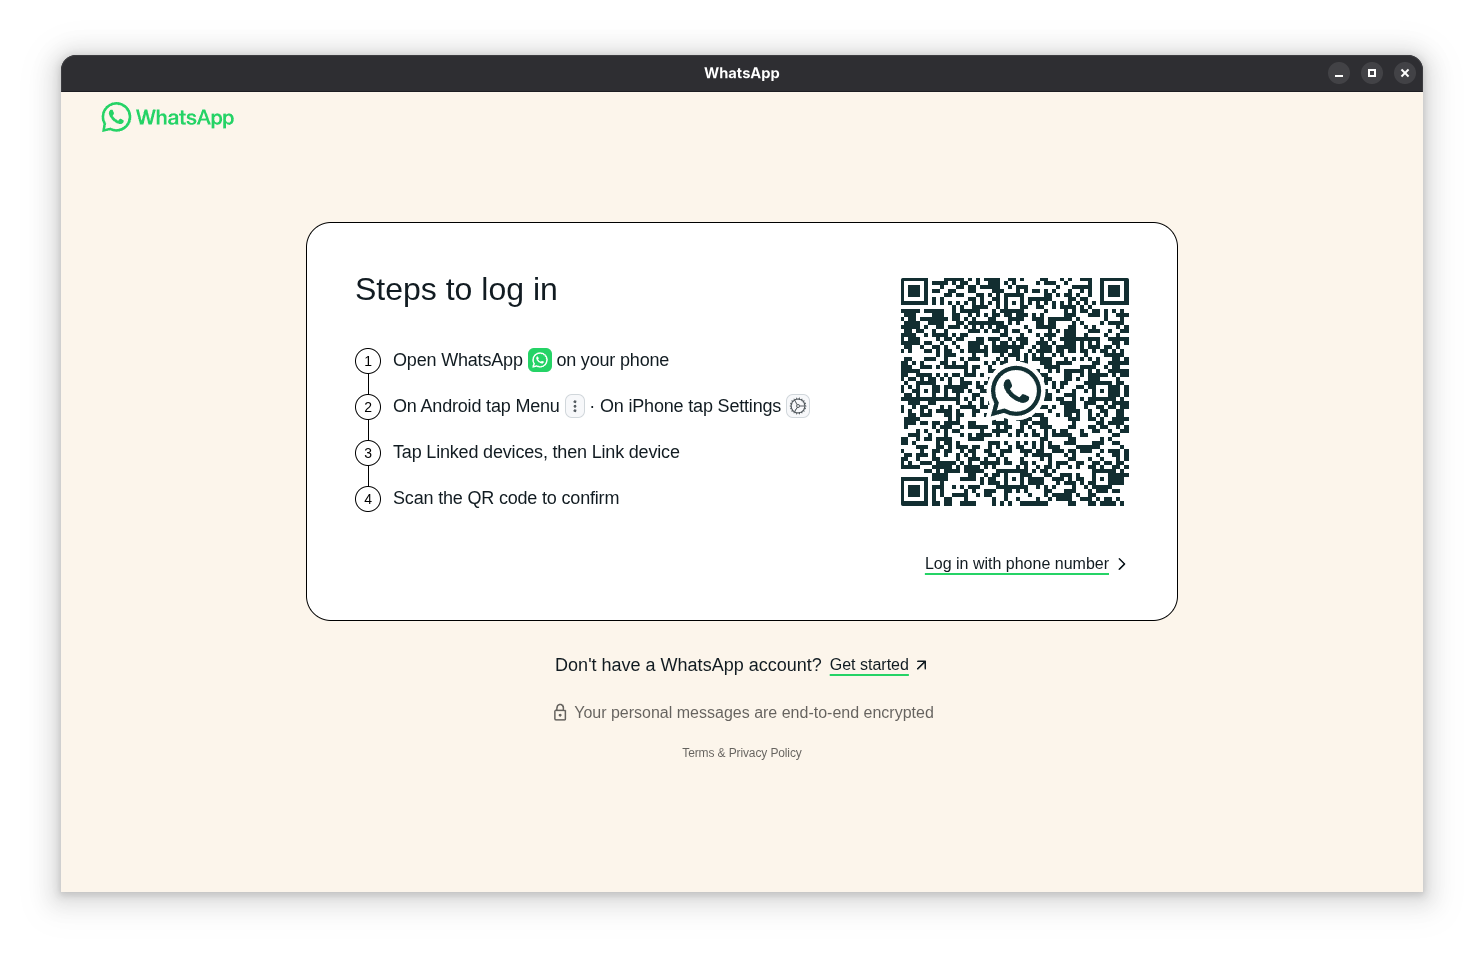 WhatsApp
WhatsApp
Steps to log in
1 Open WhatsApp on your phone
2 On Android tap Menu · On iPhone tap Settings
3 Tap Linked devices, then Link device
4 Scan the QR code to confirm
Log in with phone number
Don't have a WhatsApp account? Get started
Your personal messages are end-to-end encrypted
Terms & Privacy Policy